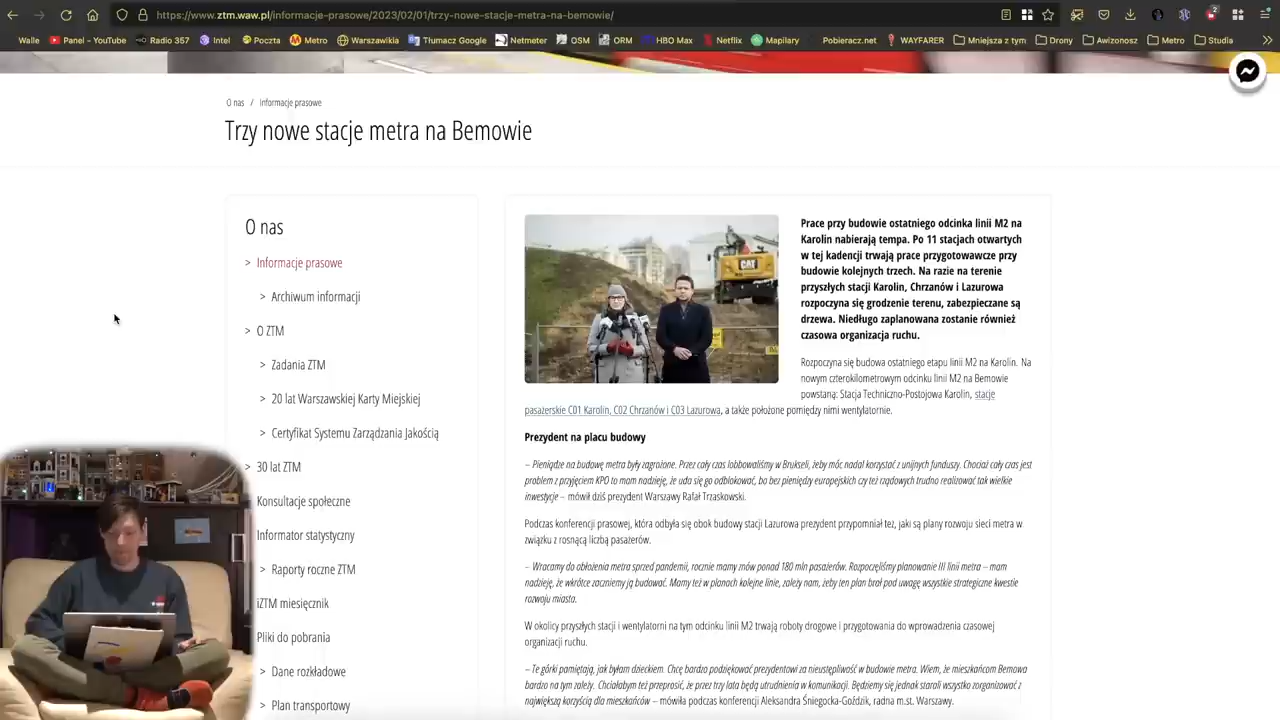 https://www.ztm.waw.pl/informacje-prasowe/2023/02/01/trzy-nowe-stacje-metra-na-bemowie/
2
Walle Panel – YouTube Radio 357 Intel Poczta Metro Warszawikia Tłumacz Google Netmeter OSM ORM HBO Max Netflix Mapilary Pobieracz.net WAYFARER Mniejsza z tym Drony Awizonosz Metro Studia
O nas / Informacje prasowe
Trzy nowe stacje metra na Bemowie
O nas
> Informacje prasowe
> Archiwum informacji
> O ZTM
> Zadania ZTM
> 20 lat Warszawskiej Karty Miejskiej
> Certyfikat Systemu Zarządzania Jakością
> 30 lat ZTM
Konsultacje społeczne
Informator statystyczny
> Raporty roczne ZTM
iZTM miesięcznik
Pliki do pobrania
> Dane rozkładowe
> Plan transportowy
CAT
Prace przy budowie ostatniego odcinka linii M2 na
Karolin nabierają tempa. Po 11 stacjach otwartych
w tej kadencji trwają prace przygotowawcze przy
budowie kolejnych trzech. Na razie na terenie
przyszłych stacji Karolin, Chrzanów i Lazurowa
rozpoczyna się grodzenie terenu, zabezpieczane są
drzewa. Niedługo zaplanowana zostanie również
czasowa organizacja ruchu.
Rozpoczyna się budowa ostatniego etapu linii M2 na Karolin. Na
nowym czterokilometrowym odcinku linii M2 na Bemowie
powstaną: Stacja Techniczno-Postojowa Karolin, stacje
pasażerskie C01 Karolin, C02 Chrzanów i C03 Lazurowa, a także położone pomiędzy nimi wentylatornie.
Prezydent na placu budowy
– Pieniądze na budowę metra były zagrożone. Przez cały czas lobbowaliśmy w Brukseli, żeby móc nadal korzystać z unijnych funduszy. Chociaż cały czas jest
problem z przyjęciem KPO to mam nadzieję, że uda się go odblokować, bo bez pieniędzy europejskich czy też rządowych trudno realizować tak wielkie
inwestycje – mówił dziś prezydent Warszawy Rafał Trzaskowski.
Podczas konferencji prasowej, która odbyła się obok budowy stacji Lazurowa prezydent przypomniał też, jaki są plany rozwoju sieci metra w
związku z rosnącą liczbą pasażerów.
– Wracamy do obłożenia metra sprzed pandemii, rocznie mamy znów ponad 180 mln pasażerów. Rozpoczęliśmy planowanie III linii metra – mam
nadzieję, że wkrótce zaczniemy ją budować. Mamy też w planach kolejne linie, zależy nam, żeby ten plan brał pod uwagę wszystkie strategiczne kwestie
rozwoju miasta.
W okolicy przyszłych stacji i wentylatorni na tym odcinku linii M2 trwają roboty drogowe i przygotowania do wprowadzenia czasowej
organizacji ruchu.
– Te górki pamiętają, jak byłam dzieckiem. Chcę bardzo podziękować prezydentowi za nieustępliwość w budowie metra. Wiem, że mieszkańcom Bemowa
bardzo na tym zależy. Chciałabym też przeprosić, że przez trzy lata będą utrudnienia w komunikacji. Będziemy się jednak starali wszystko zorganizować z
największą korzyścią dla mieszkańców – mówiła podczas konferencji Aleksandra Śniegocka-Goździk, radna m.st. Warszawy.